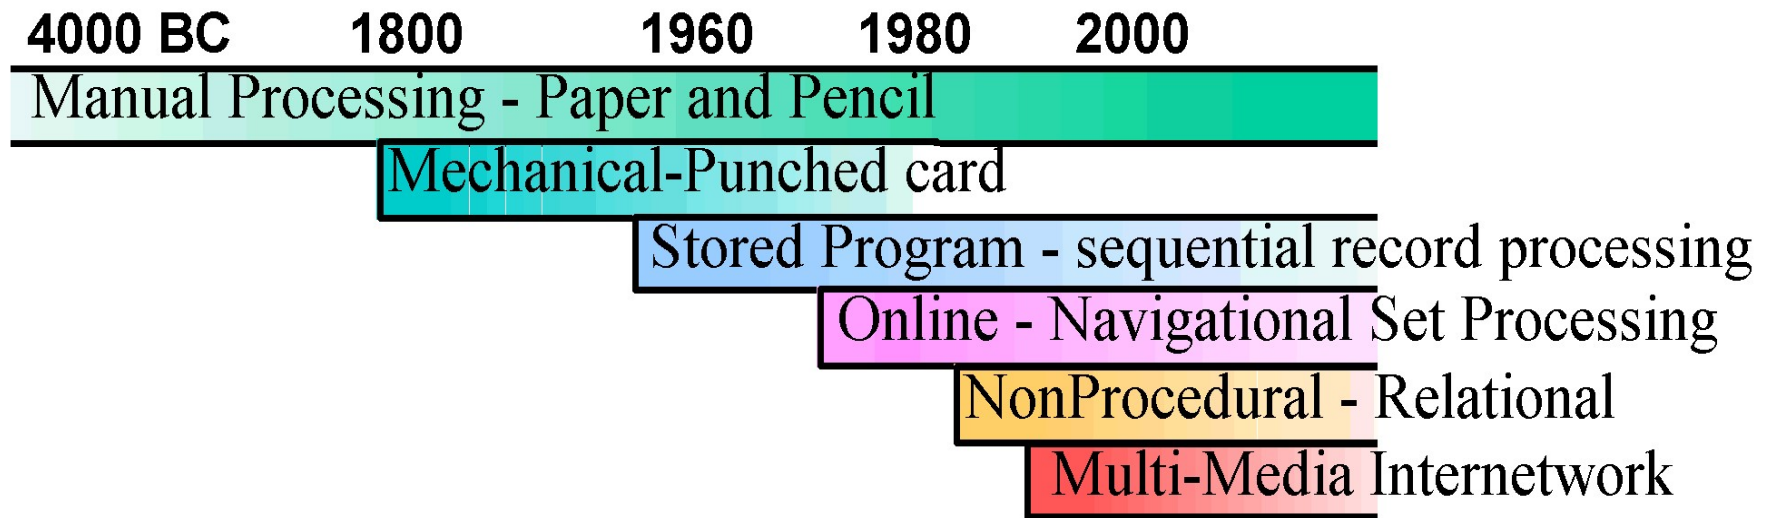 4000 BC 1800 1960 1980 2000
Manual Processing - Paper and Pencil
Mechanical-Punched card
Stored Program - sequential record processing
Online - Navigational Set Processing
NonProcedural - Relational
Multi-Media Internetwork